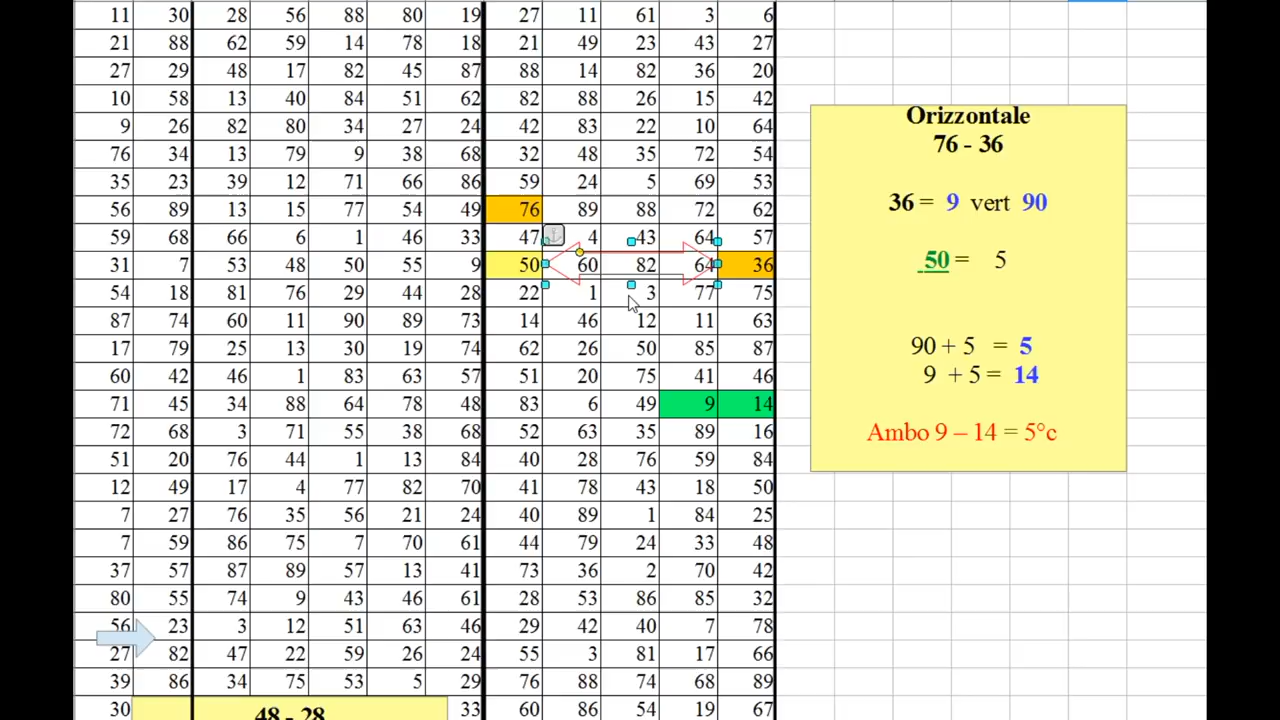 11 30 28 56 88 80 19 27 11 61 3 6
21 88 62 59 14 78 18 21 49 23 43 27
27 29 48 17 82 45 87 88 14 82 36 20
10 58 13 40 84 51 62 82 88 26 15 42
9 26 82 80 34 27 24 42 83 22 10 64
76 34 13 79 9 38 68 32 48 35 72 54
35 23 39 12 71 66 86 59 24 5 69 53
56 89 13 15 77 54 49 76 89 88 72 62
59 68 66 6 1 46 33 47 4 43 64 57
31 7 53 48 50 55 9 50 60 82 64 36
54 18 81 76 29 44 28 22 1 3 77 75
87 74 60 11 90 89 73 14 46 12 11 63
17 79 25 13 30 19 74 62 26 50 85 87
60 42 46 1 83 63 57 51 20 75 41 46
71 45 34 88 64 78 48 83 6 49 9 14
72 68 3 71 55 38 68 52 63 35 89 16
51 20 76 44 1 13 84 40 28 76 59 84
12 49 17 4 77 82 70 41 78 43 18 50
7 27 76 35 56 21 24 40 89 1 84 25
7 59 86 75 7 70 61 44 79 24 33 48
37 57 87 89 57 13 41 73 36 2 70 42
80 55 74 9 43 46 61 28 53 86 85 32
56 23 3 12 51 63 46 29 42 40 7 78
27 82 47 22 59 26 24 55 3 81 17 66
39 86 34 75 53 5 29 76 88 74 68 89
30 33 60 86 54 19 67
48 - 28
Orizzontale
76 - 36
36 = 9 vert 90
50 = 5
90 + 5 = 5
9 + 5 = 14
Ambo 9 – 14 = 5°c